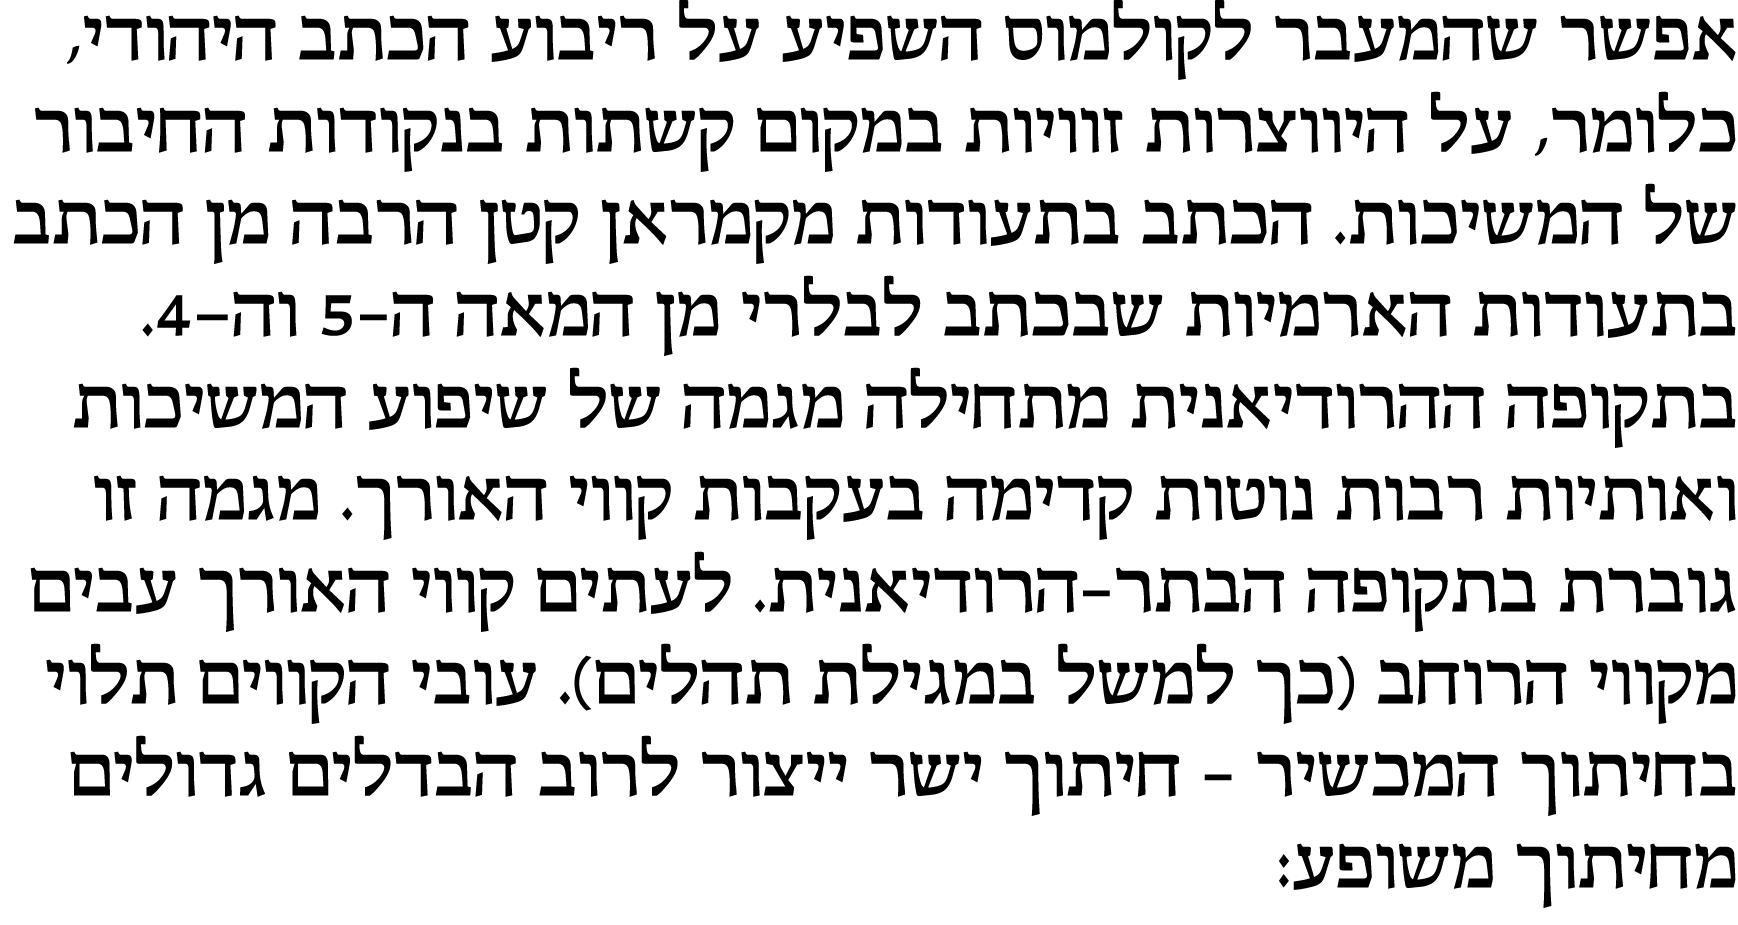 אפשר שהמעבר לקולמוס השפיע על ריבוע הכתב היהודי,
כלומר, על היווצרות זוויות במקום קשתות בנקודות החיבור
של המשיכות. הכתב בתעודות מקמראן קטן הרבה מן הכתב
בתעודות הארמיות שבכתב לבלרי מן המאה ה–5 וה–4.
בתקופה ההרודיאנית מתחילה מגמה של שיפוע המשיכות
ואותיות רבות נוטות קדימה בעקבות קווי האורך. מגמה זו
גוברת בתקופה הבתר–הרודיאנית. לעתים קווי האורך עבים
מקווי הרוחב (כך למשל במגילת תהלים). עובי הקווים תלוי
בחיתוך המכשיר – חיתוך ישר ייצור לרוב הבדלים גדולים
מחיתוך משופע: